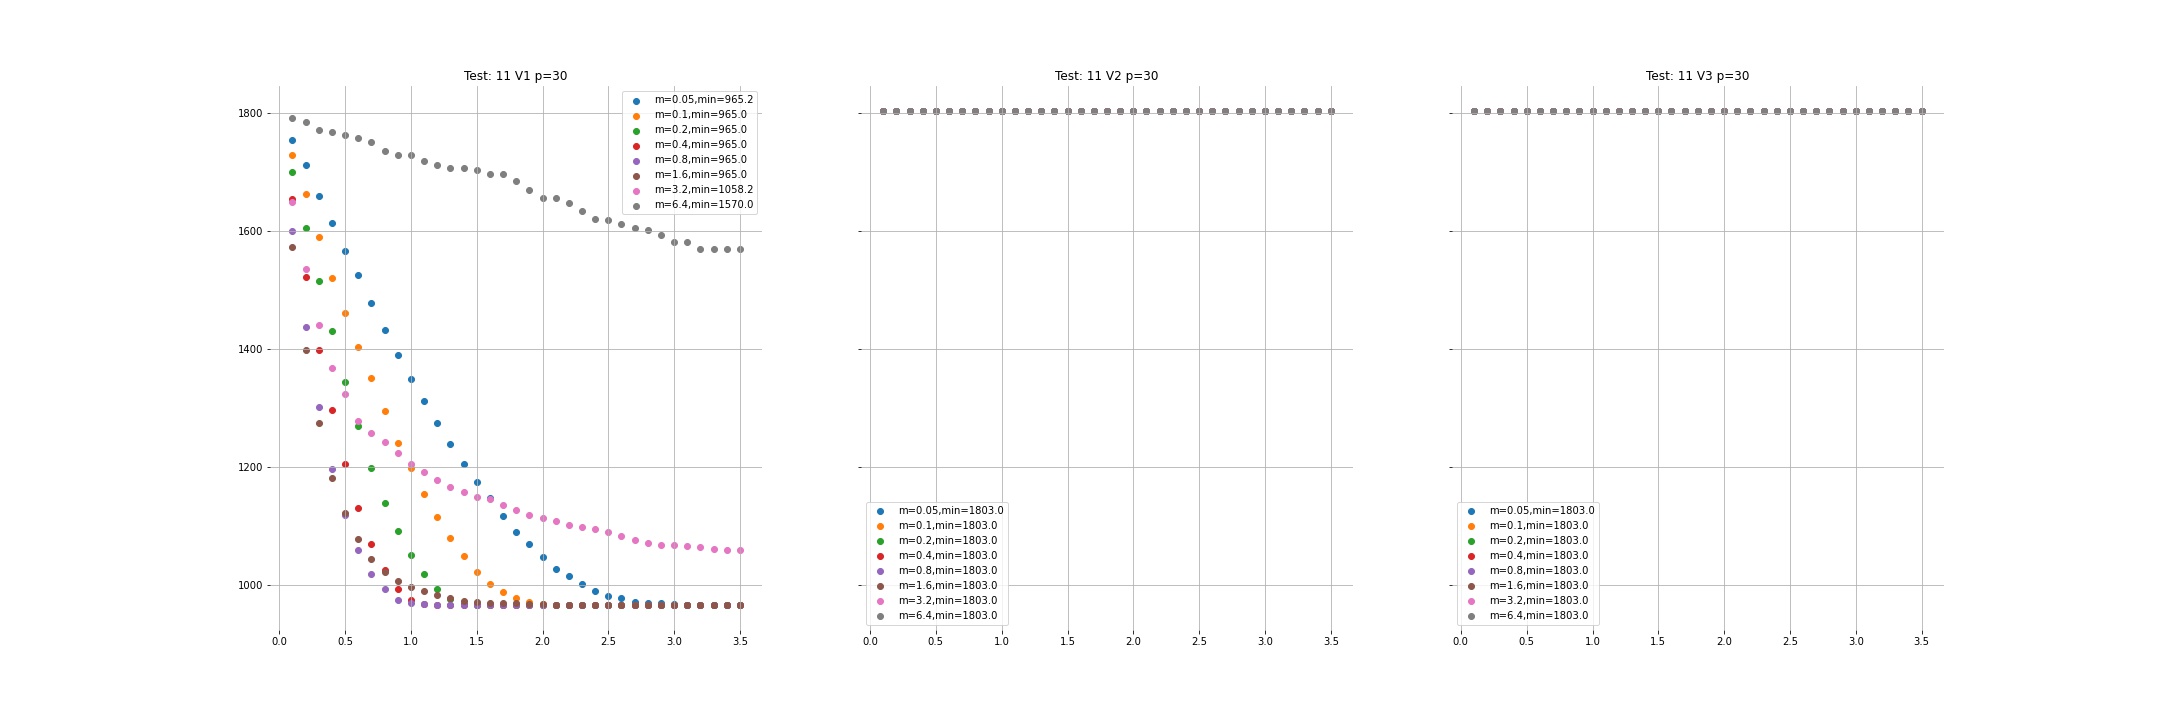 Test: 11 V1 p=30
1800
1600
1400
1200
1000
m=0.05,min=965.2
m=0.1,min=965.0
m=0.2,min=965.0
m=0.4,min=965.0
m=0.8,min=965.0
m=1.6,min=965.0
m=3.2,min=1058.2
m=6.4,min=1570.0
0.0 0.5 1.0 1.5 2.0 2.5 3.0 3.5
Test: 11 V2 p=30
m=0.05,min=1803.0
m=0.1,min=1803.0
m=0.2,min=1803.0
m=0.4,min=1803.0
m=0.8,min=1803.0
m=1.6,min=1803.0
m=3.2,min=1803.0
m=6.4,min=1803.0
0.0 0.5 1.0 1.5 2.0 2.5 3.0 3.5
Test: 11 V3 p=30
m=0.05,min=1803.0
m=0.1,min=1803.0
m=0.2,min=1803.0
m=0.4,min=1803.0
m=0.8,min=1803.0
m=1.6,min=1803.0
m=3.2,min=1803.0
m=6.4,min=1803.0
0.0 0.5 1.0 1.5 2.0 2.5 3.0 3.5